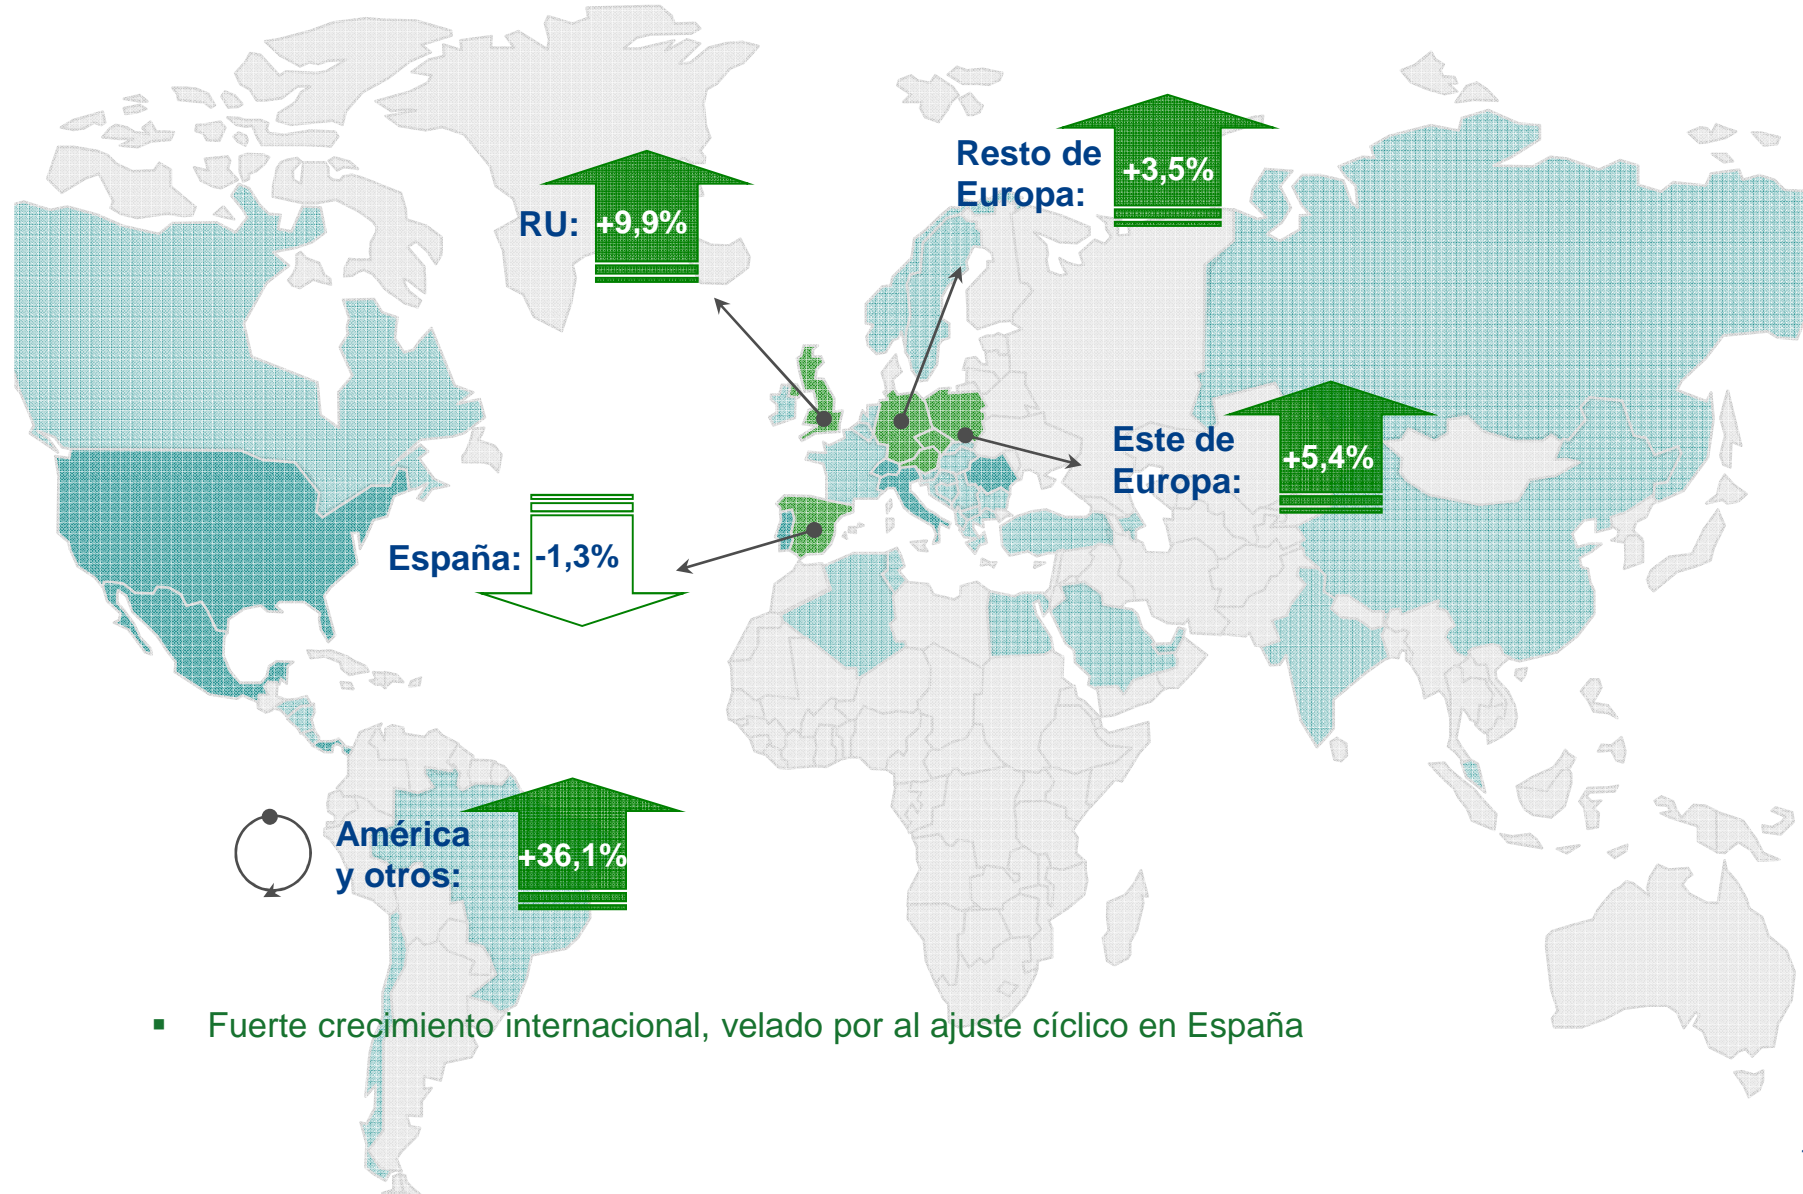 Resto de
Europa:
+3,5%
RU:
+9,9%
Este de
Europa:
+5,4%
España:
-1,3%
América
y otros:
+36,1%
▪ Fuerte crecimiento internacional, velado por al ajuste cíclico en España